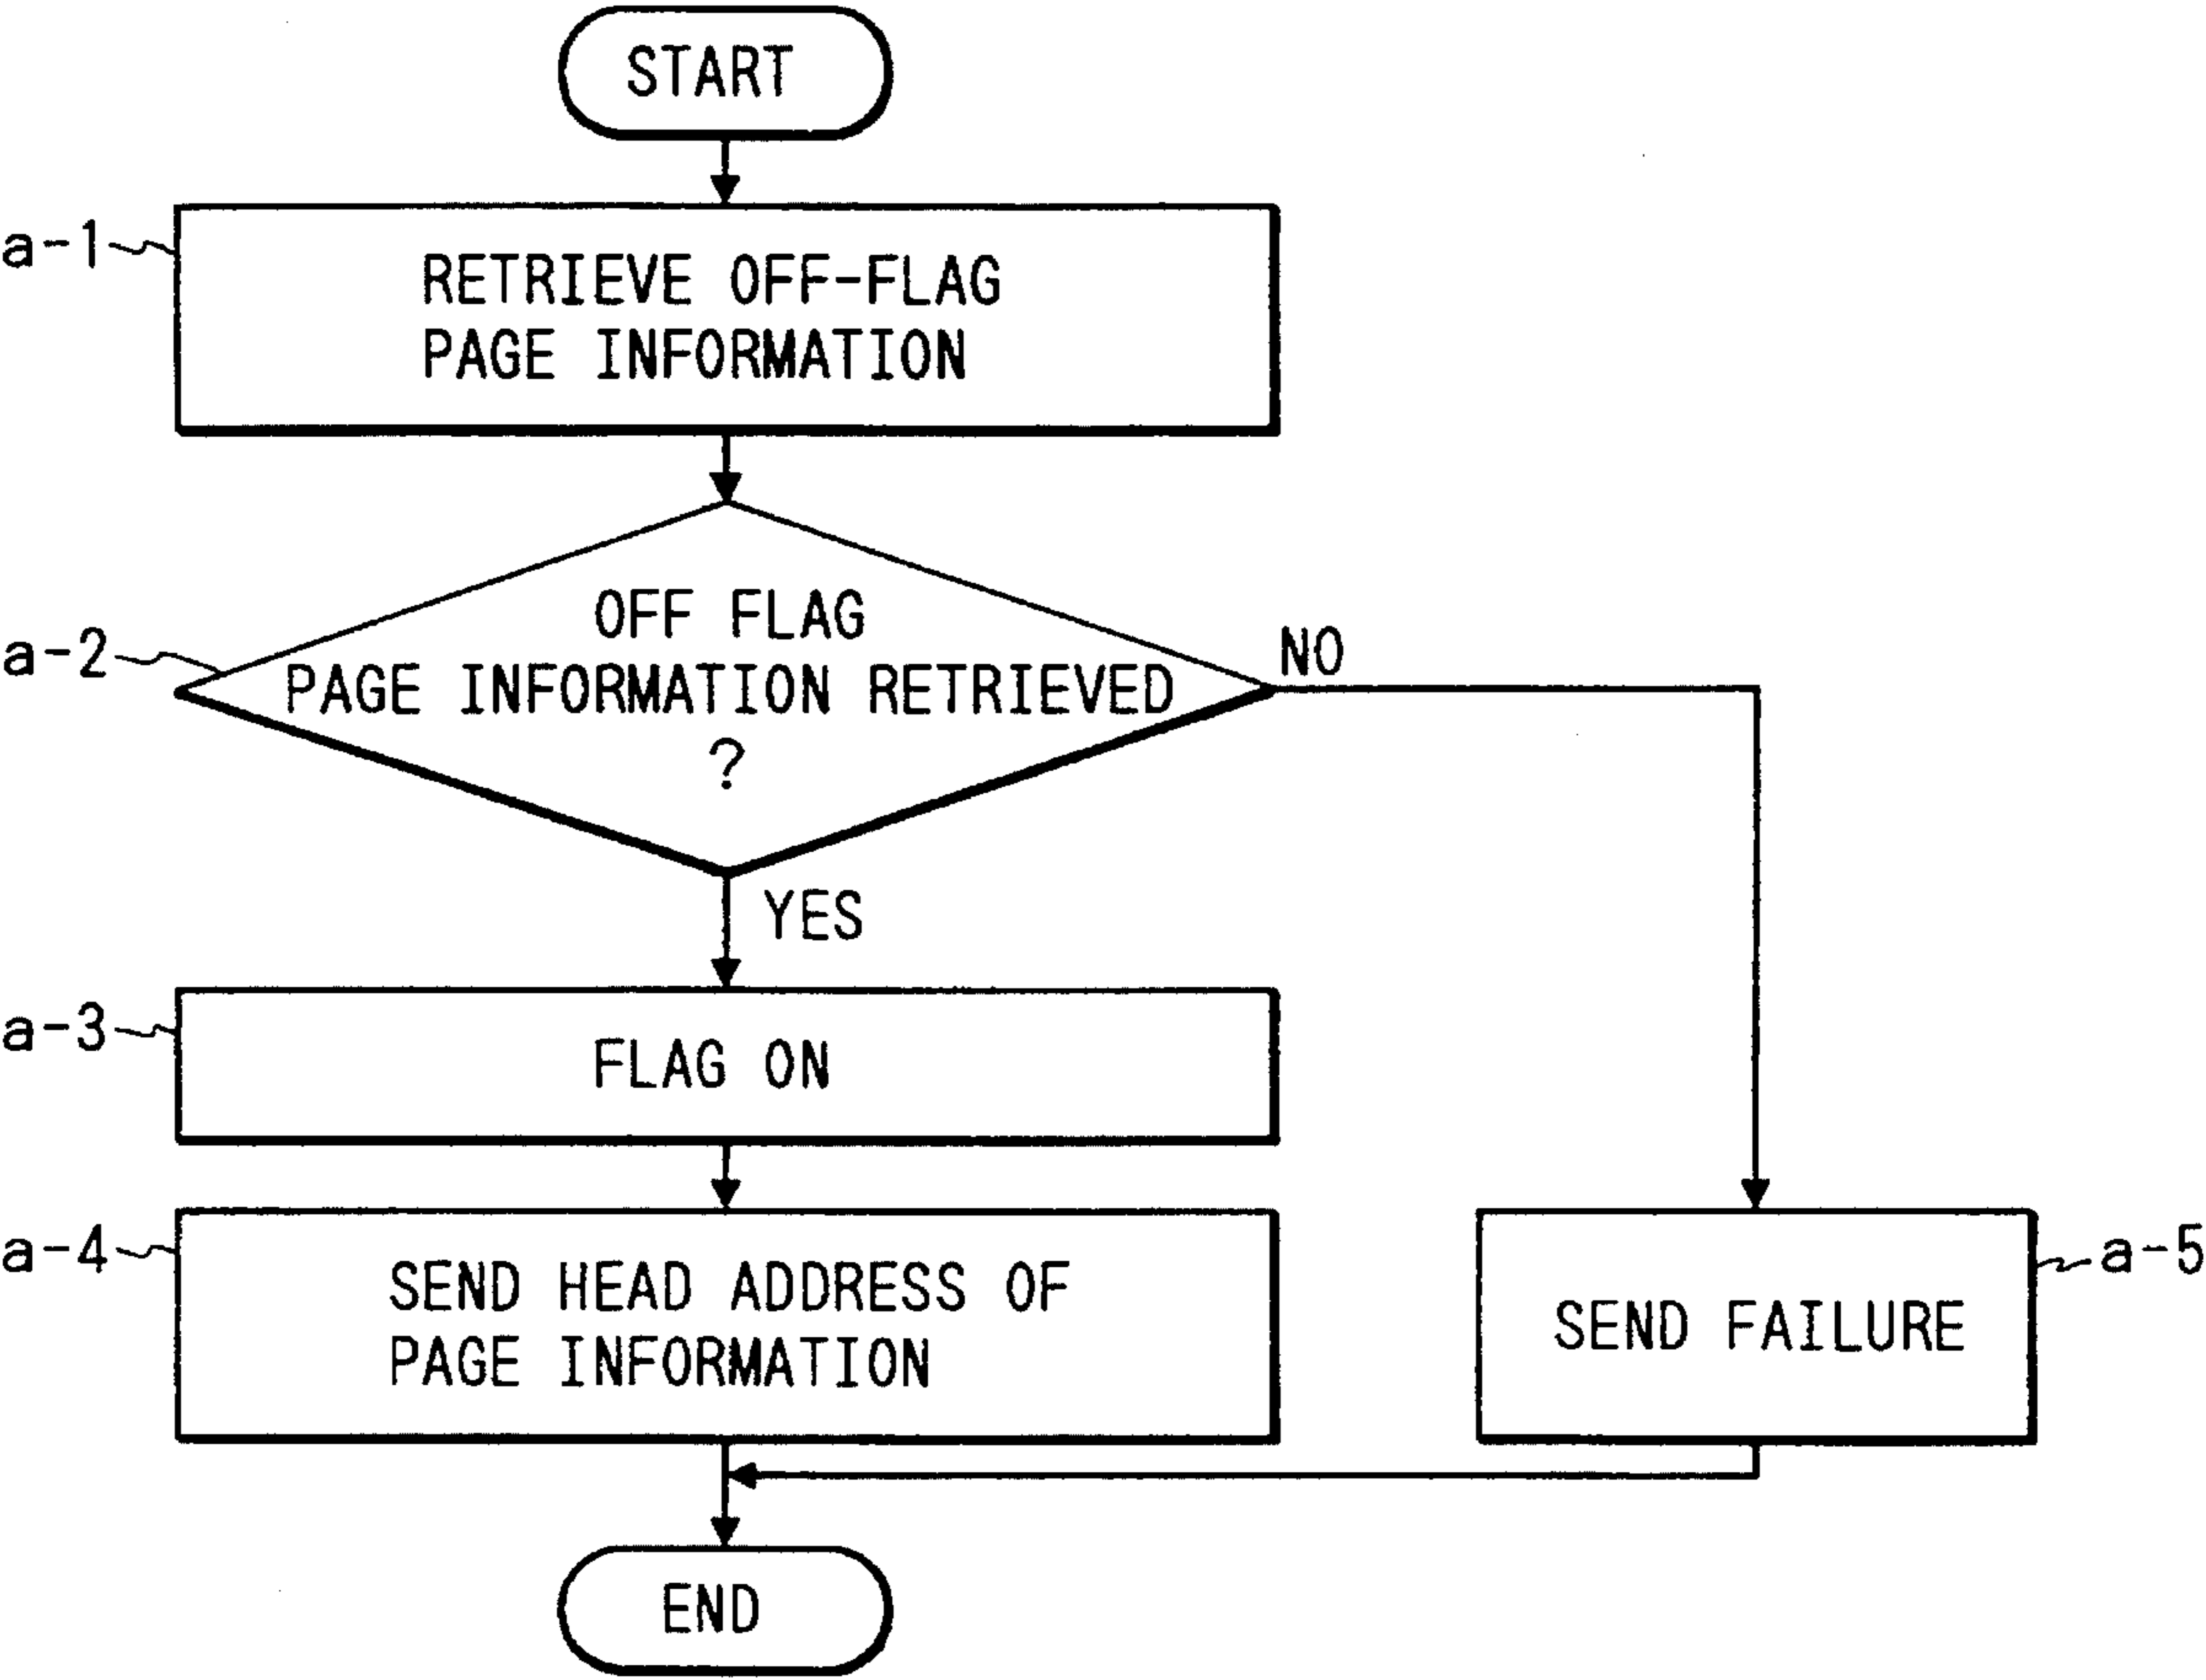 START
a-1
RETRIEVE OFF-FLAG
PAGE INFORMATION
a-2
OFF FLAG
PAGE INFORMATION RETRIEVED
?
NO
YES
a-3
FLAG ON
a-4
SEND HEAD ADDRESS OF
PAGE INFORMATION
a-5
SEND FAILURE
END